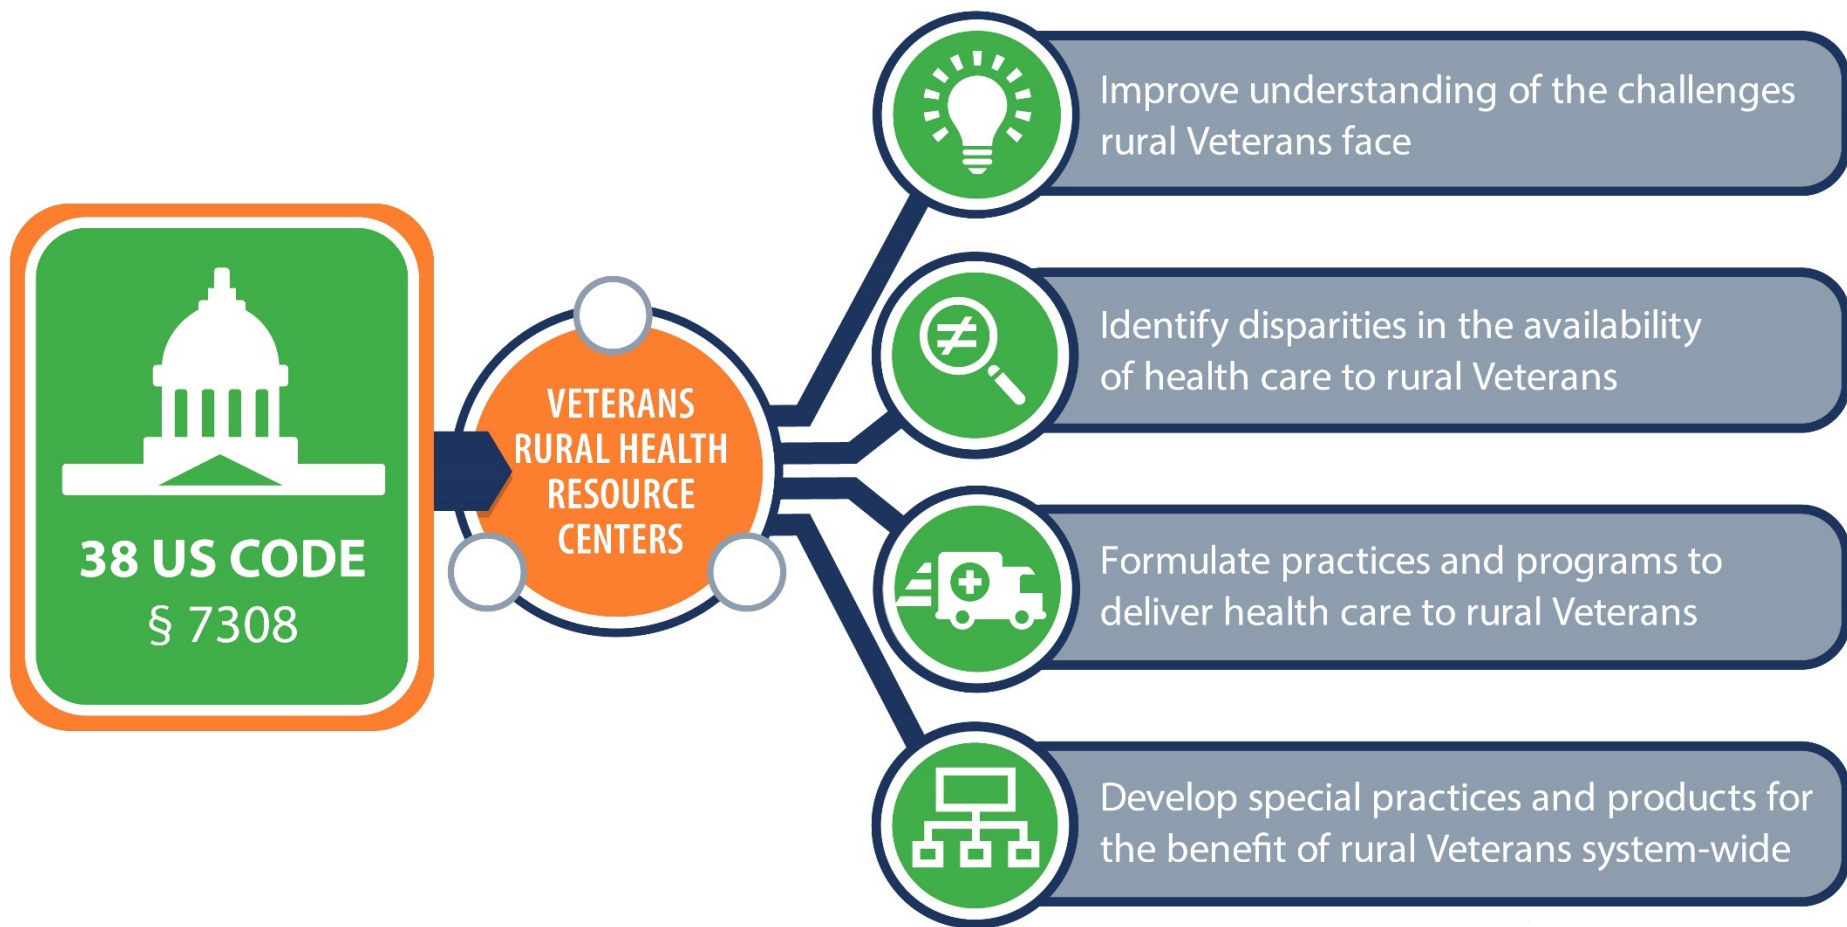 38 US CODE
§ 7308
VETERANS
RURAL HEALTH
RESOURCE
CENTERS
Improve understanding of the challenges
rural Veterans face
Identify disparities in the availability
of health care to rural Veterans
Formulate practices and programs to
deliver health care to rural Veterans
Develop special practices and products for
the benefit of rural Veterans system-wide